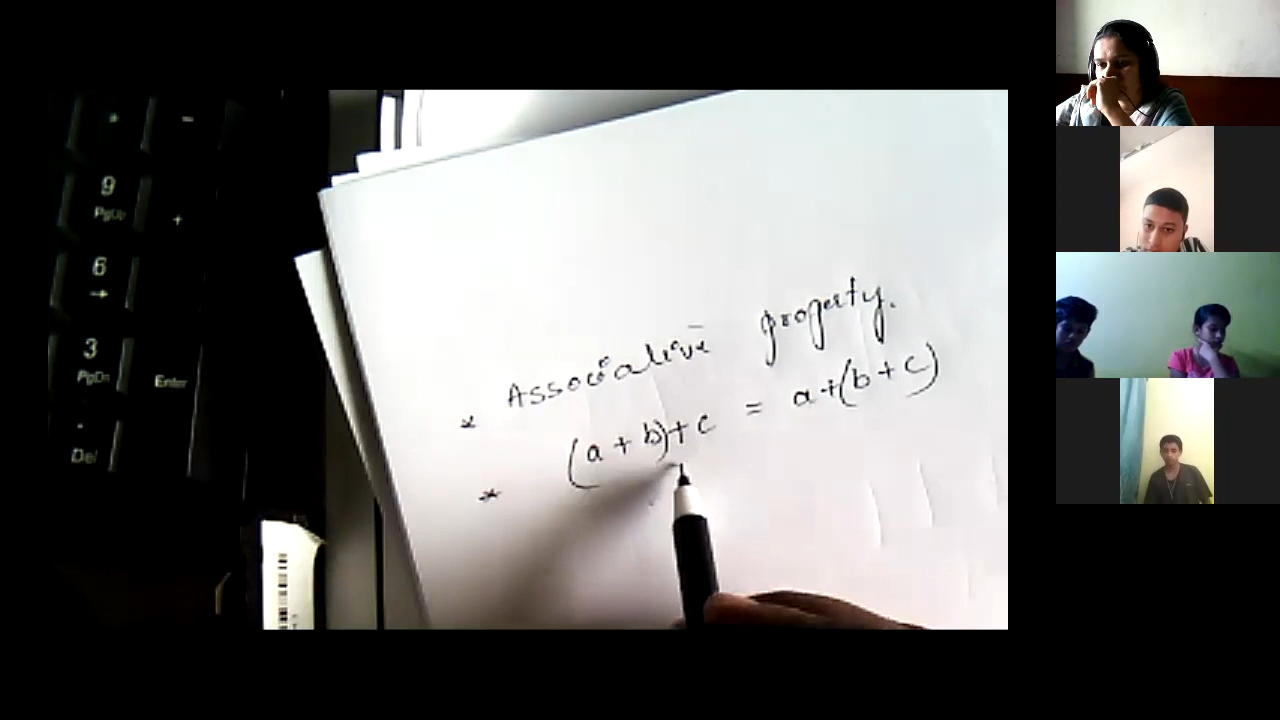 + -
9
PgUp
+
6
→
3
PgDn
Enter
.
Del
* Associative property.
(a + b) + c = a + (b + c)
*